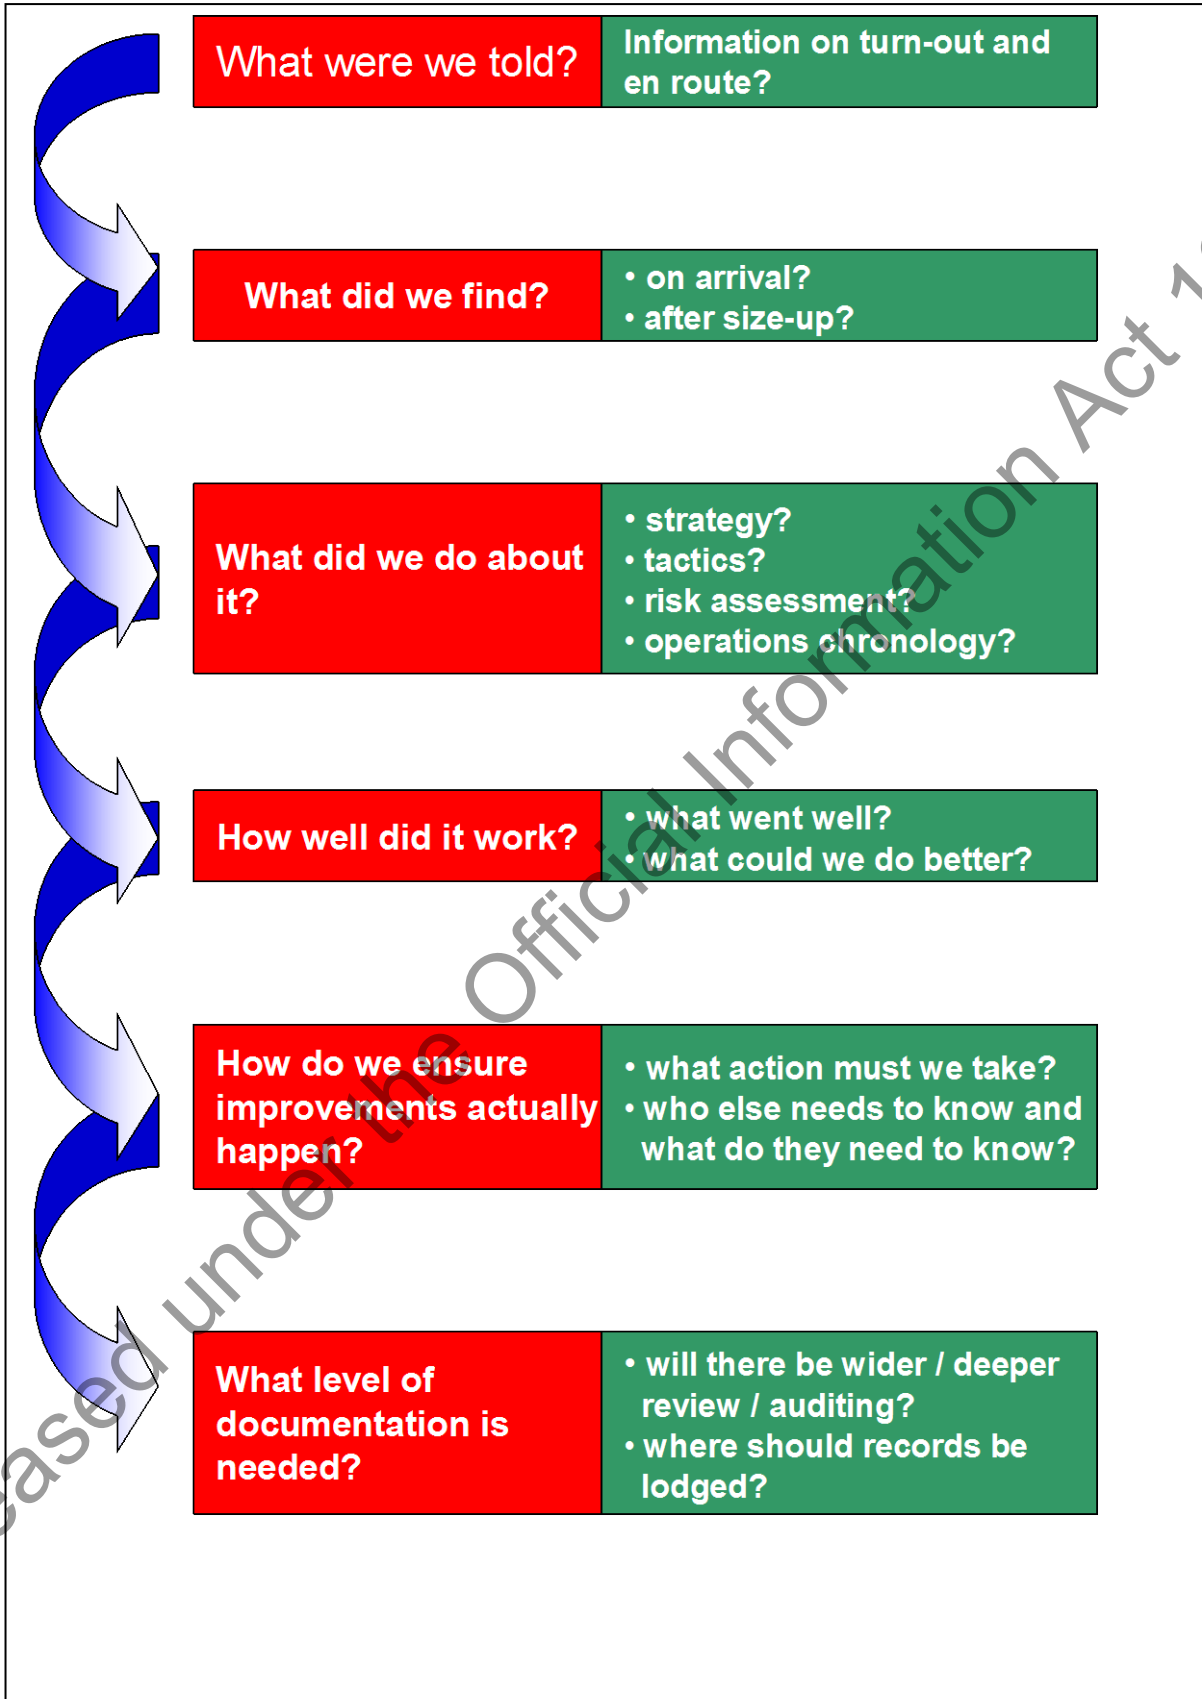 What were we told?
Information on turn-out and
en route?
What did we find?
• on arrival?
• after size-up?
What did we do about
it?
• strategy?
• tactics?
• risk assessment?
• operations chronology?
How well did it work?
• what went well?
• what could we do better?
How do we ensure
improvements actually
happen?
• what action must we take?
• who else needs to know and
what do they need to know?
What level of
documentation is
needed?
• will there be wider / deeper
review / auditing?
• where should records be
lodged?
under the Official Information Act